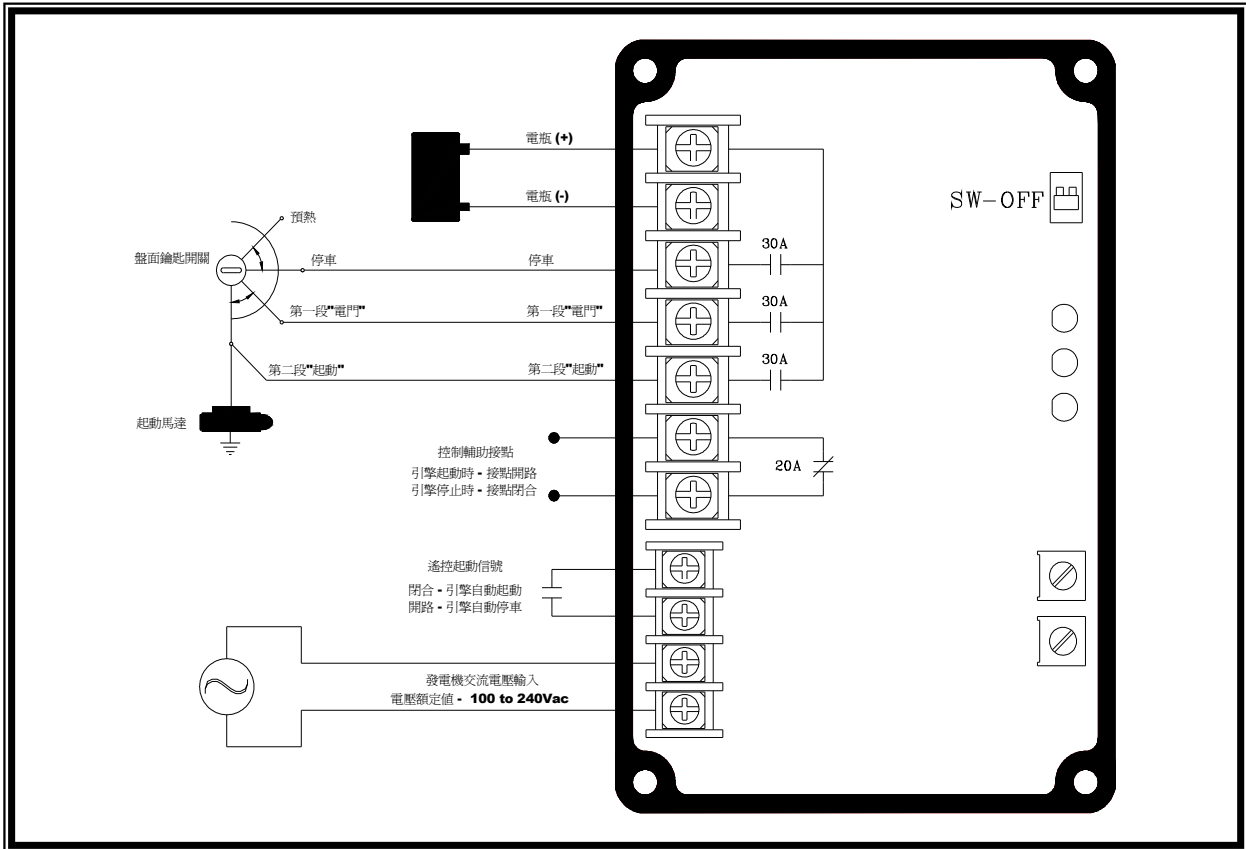 電瓶 (+)
電瓶 (-)
SW-OFF
預熱
盤面鑰匙開關
停車
停車
30A
第一段"電門"
第一段"電門"
30A
第二段"起動"
第二段"起動"
30A
起動馬達
控制輔助接點
引擎起動時 - 接點開路
引擎停止時 - 接點閉合
20A
遙控起動信號
閉合 - 引擎自動起動
開路 - 引擎自動停車
發電機交流電壓輸入
電壓額定值 - 100 to 240Vac